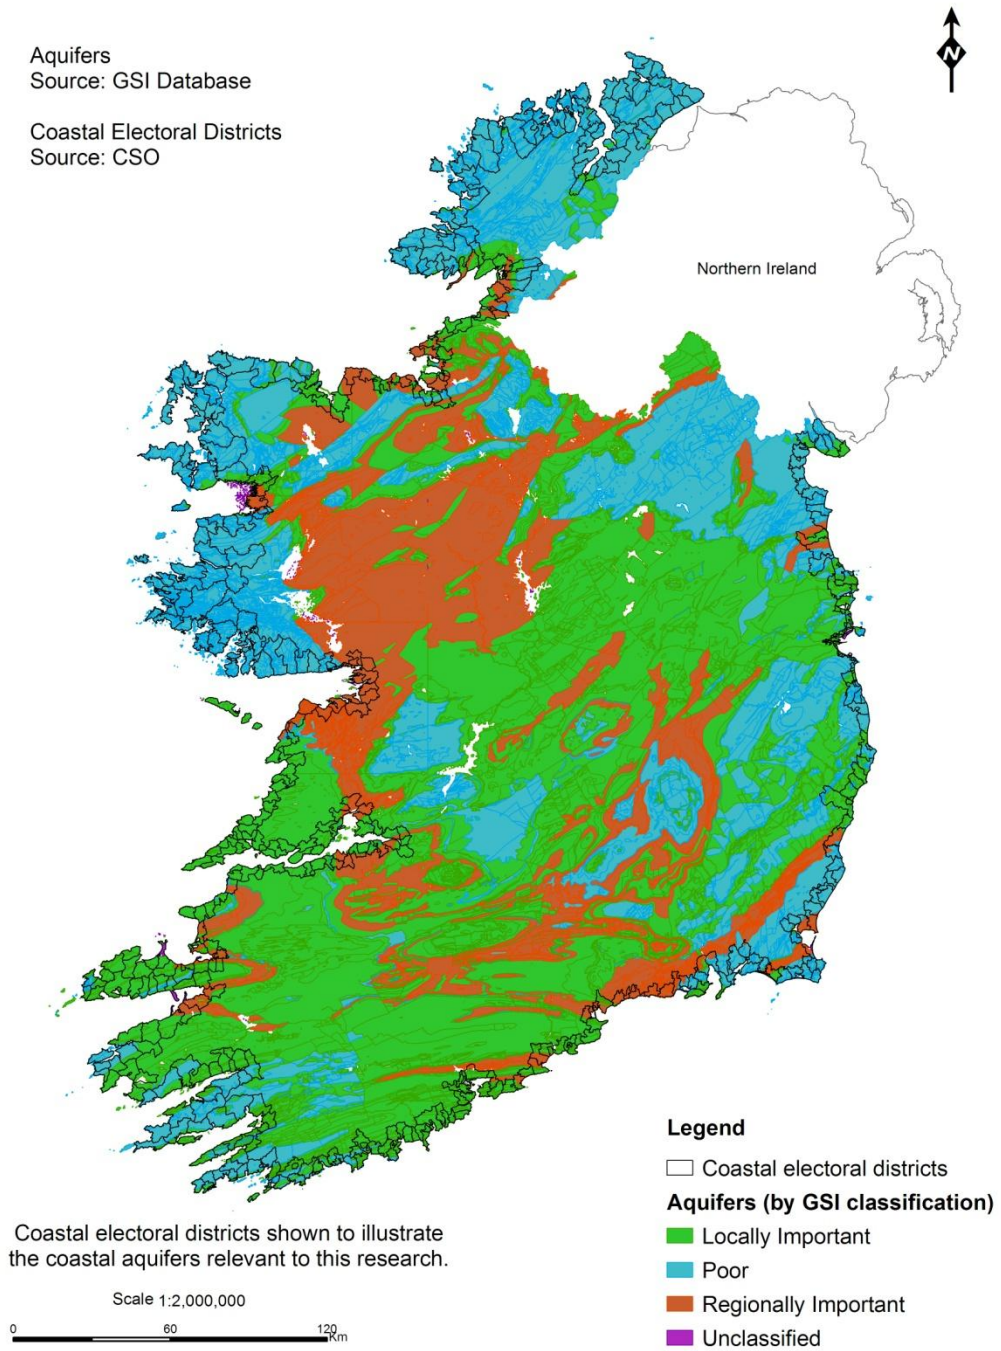 Aquifers
Source: GSI Database
Coastal Electoral Districts
Source: CSO
N
Northern Ireland
Legend
Coastal electoral districts
Aquifers (by GSI classification)
Locally Important
Poor
Regionally Important
Unclassified
Coastal electoral districts shown to illustrate
the coastal aquifers relevant to this research.
Scale 1:2,000,000
0 60 120
Km